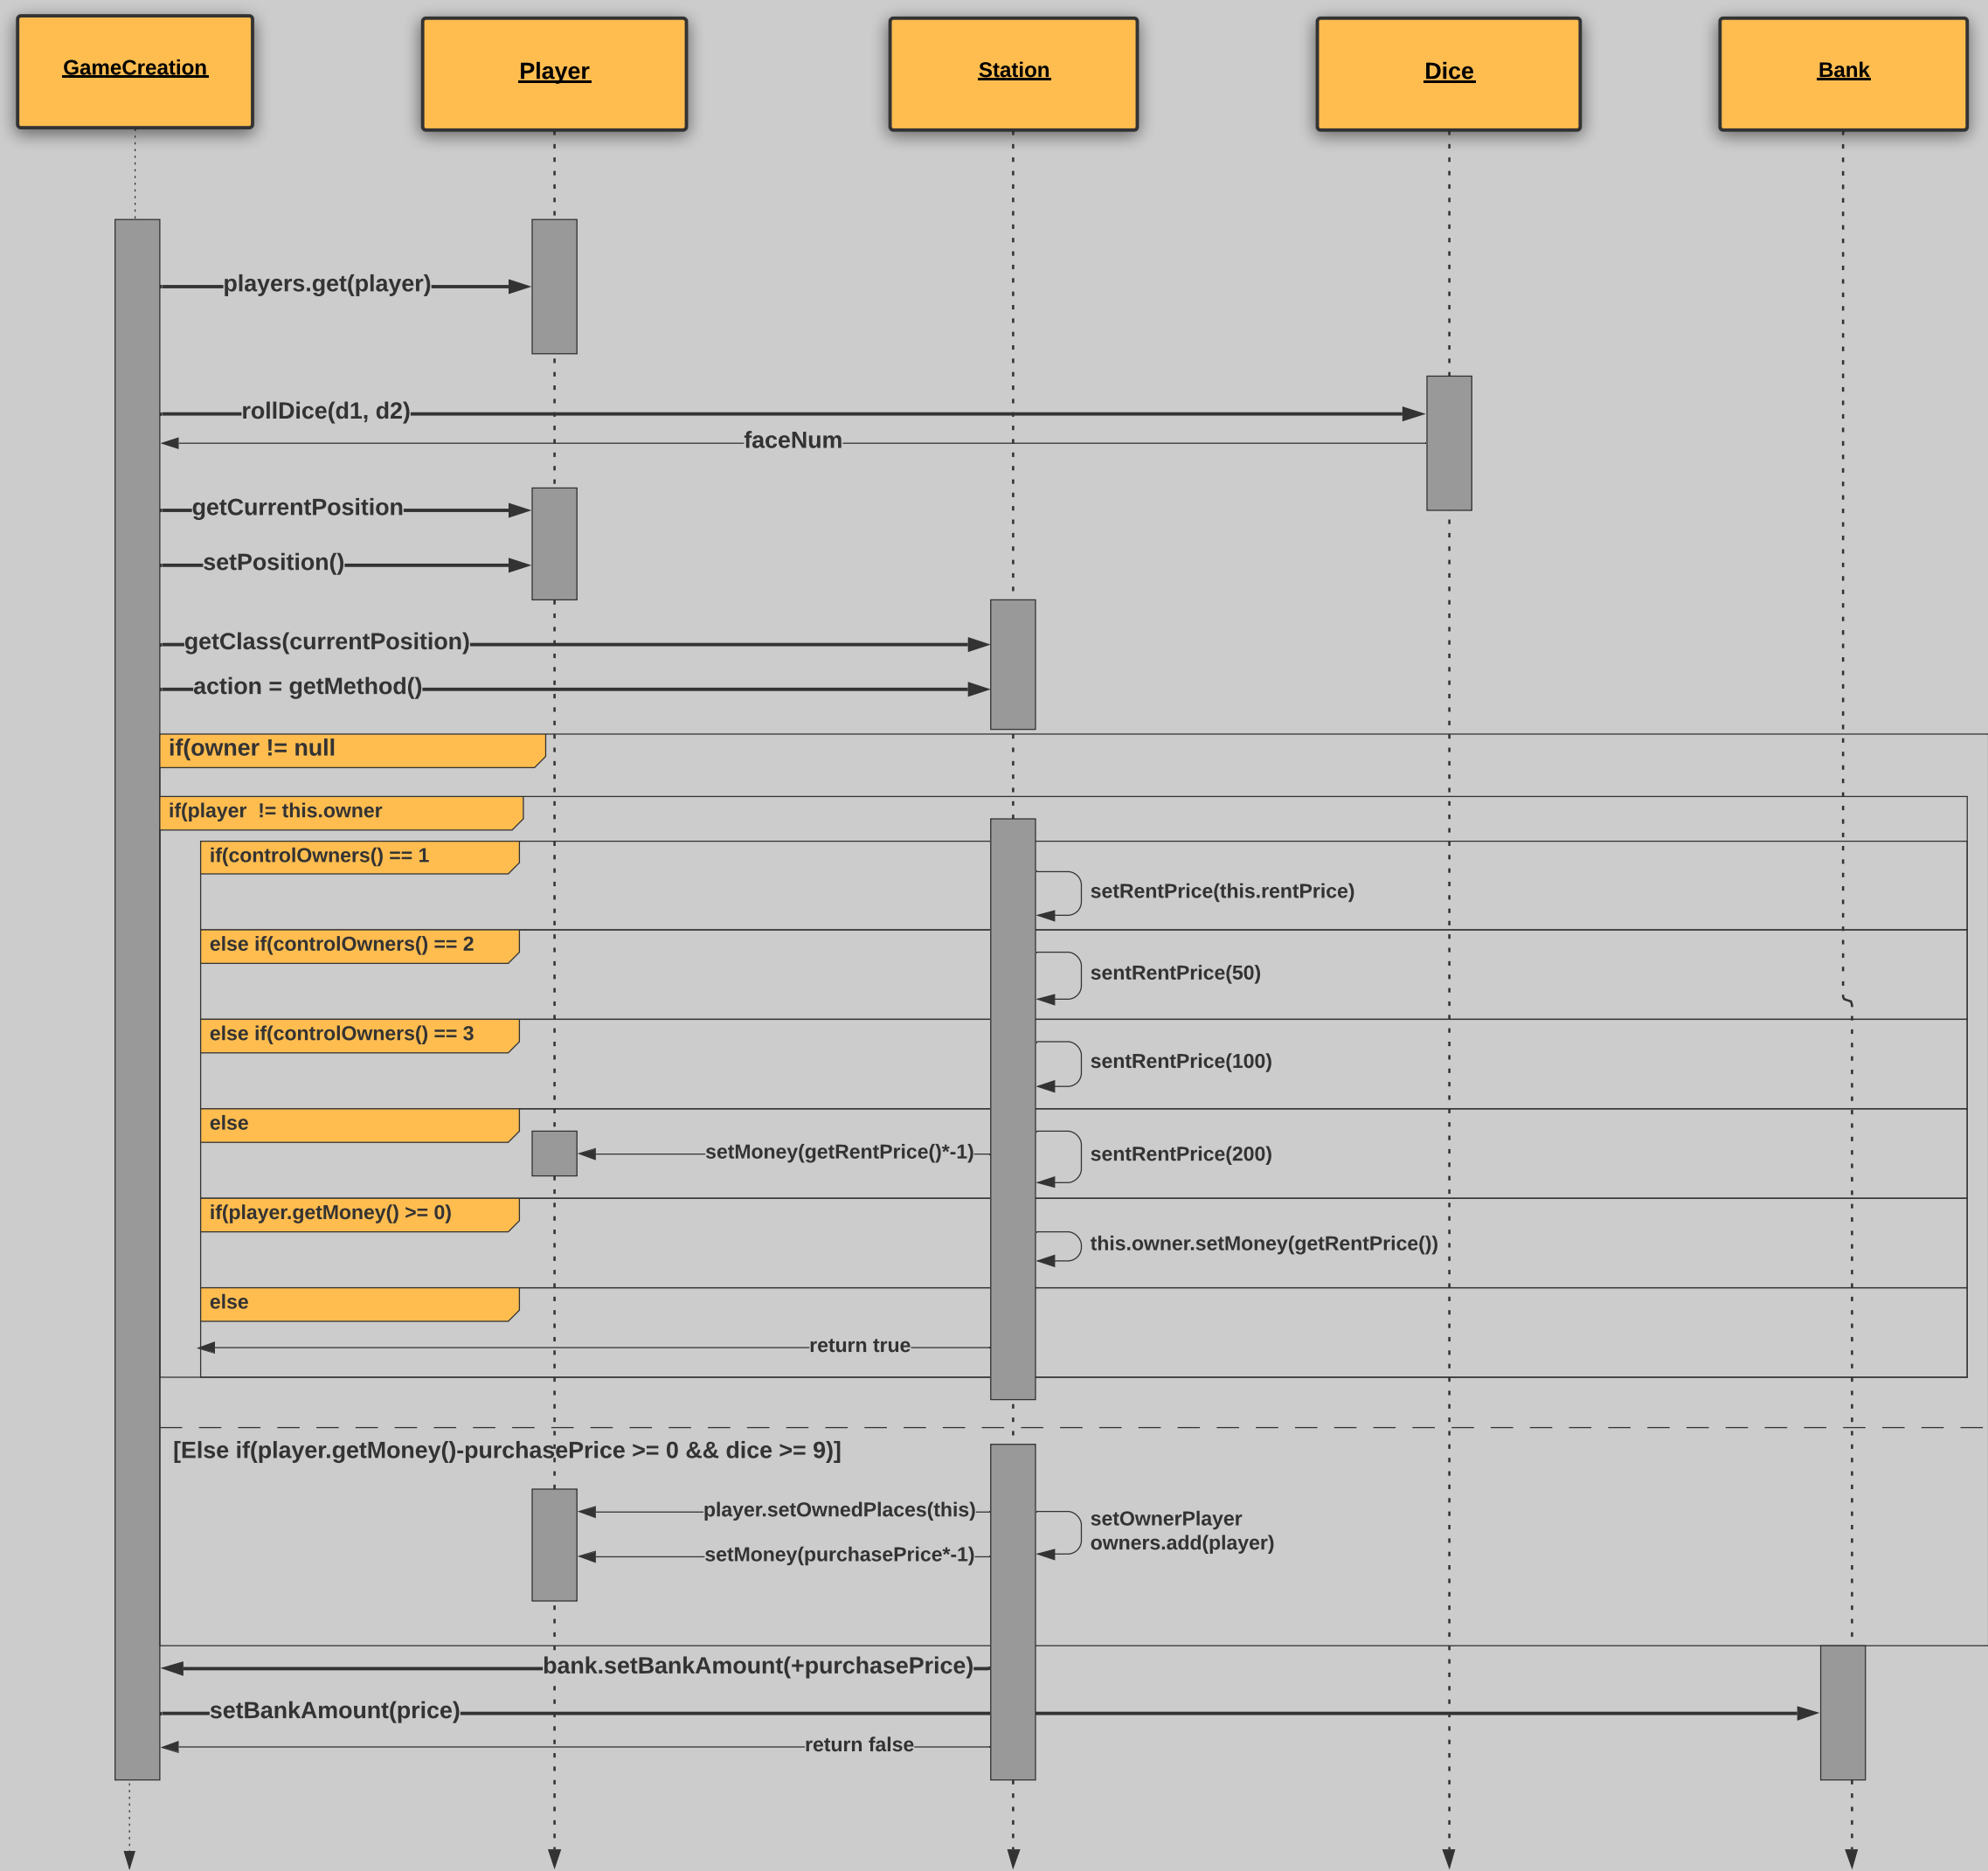 GameCreation
Player
Station
Dice
Bank
players.get(player)
rollDice(d1, d2)
faceNum
getCurrentPosition
setPosition()
getClass(currentPosition)
action = getMethod()
if(owner != null
if(player  != this.owner
if(controlOwners() == 1
setRentPrice(this.rentPrice)
else if(controlOwners() == 2
sentRentPrice(50)
else if(controlOwners() == 3
sentRentPrice(100)
else
setMoney(getRentPrice()*-1)
sentRentPrice(200)
if(player.getMoney() >= 0)
this.owner.setMoney(getRentPrice())
else
return true
[Else if(player.getMoney()-purchasePrice >= 0 && dice >= 9)]
player.setOwnedPlaces(this)
setOwnerPlayer
owners.add(player)
setMoney(purchasePrice*-1)
bank.setBankAmount(+purchasePrice)
setBankAmount(price)
return false